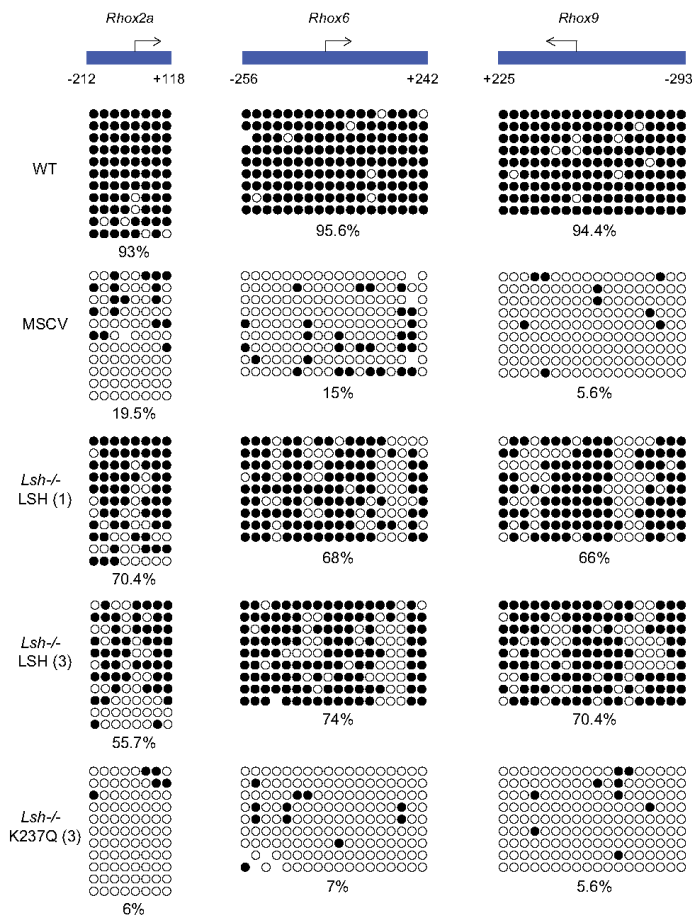 Rhox2a Rhox6 Rhox9
-212 +118 -256 +242 +225 -293
WT
93% 95.6% 94.4%
MSCV
19.5% 15% 5.6%
Lsh-/-
LSH (1)
70.4% 68% 66%
Lsh-/-
LSH (3)
55.7% 74% 70.4%
Lsh-/-
K237Q (3)
6% 7% 5.6%